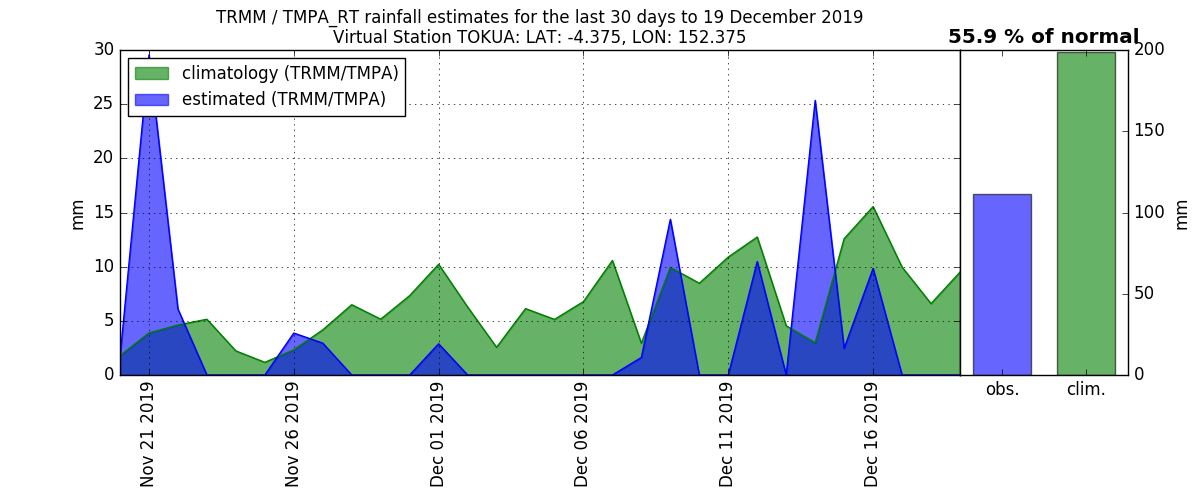 TRMM / TMPA_RT rainfall estimates for the last 30 days to 19 December 2019
Virtual Station TOKUA: LAT: -4.375, LON: 152.375
55.9 % of normal
climatology (TRMM/TMPA)
estimated (TRMM/TMPA)
mm
30
25
20
15
10
5
0
Nov 21 2019
Nov 26 2019
Dec 01 2019
Dec 06 2019
Dec 11 2019
Dec 16 2019
200
150
100
50
0
mm
obs.
clim.